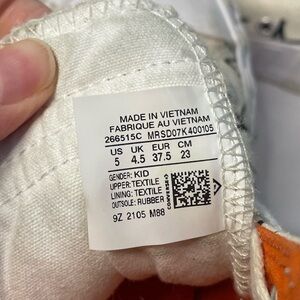 MADE IN VIETNAM
FABRIQUE AU VIETNAM
266515C MRSD07K400105
US UK EUR CM
5 4.5 37.5 23
GENDER: KID
UPPER: TEXTILE
LINING: TEXTILE
OUTSOLE: RUBBER
9Z 2105 M88
CONVERSE